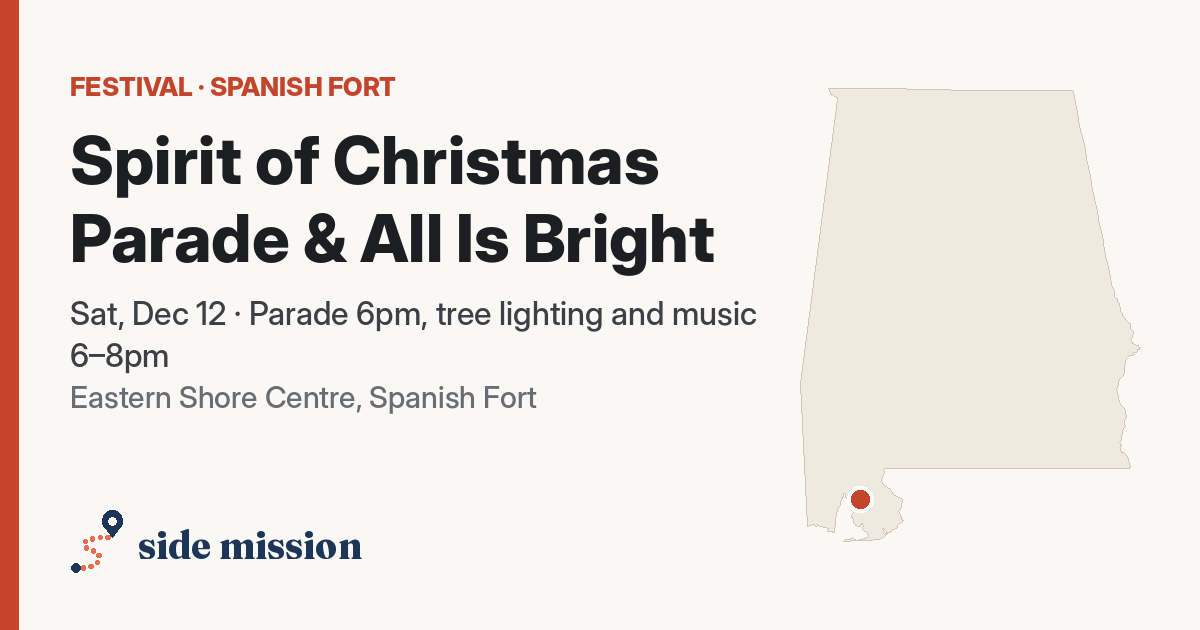 FESTIVAL · SPANISH FORT
Spirit of Christmas
Parade & All Is Bright
Sat, Dec 12 · Parade 6pm, tree lighting and music
6–8pm
Eastern Shore Centre, Spanish Fort
side mission